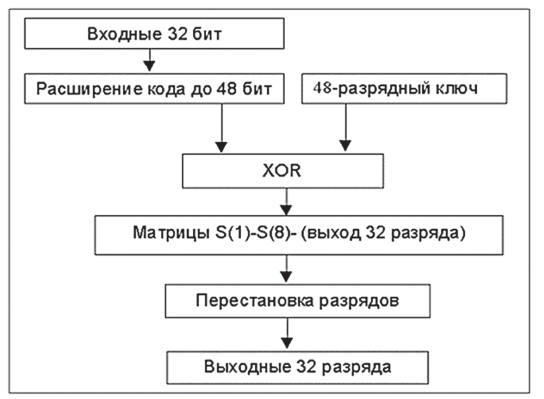 Входные 32 бит
Расширение кода до 48 бит
48-разрядный ключ
XOR
Матрицы S(1)-S(8)- (выход 32 разряда)
Перестановка разрядов
Выходные 32 разряда